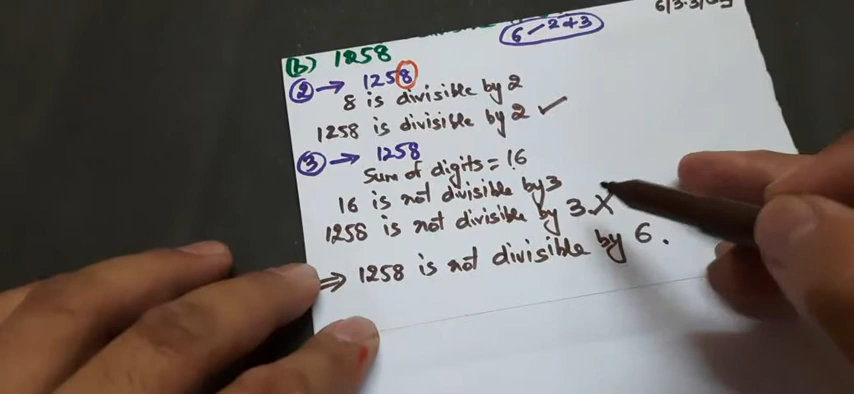 6 - 2+3
(b) 1258
② → 1258
8 is divisible by 2
1258 is divisible by 2 ✓
③ → 1258
Sum of digits = 16
16 is not divisible by 3
1258 is not divisible by 3. X
⇒ 1258 is not divisible by 6.